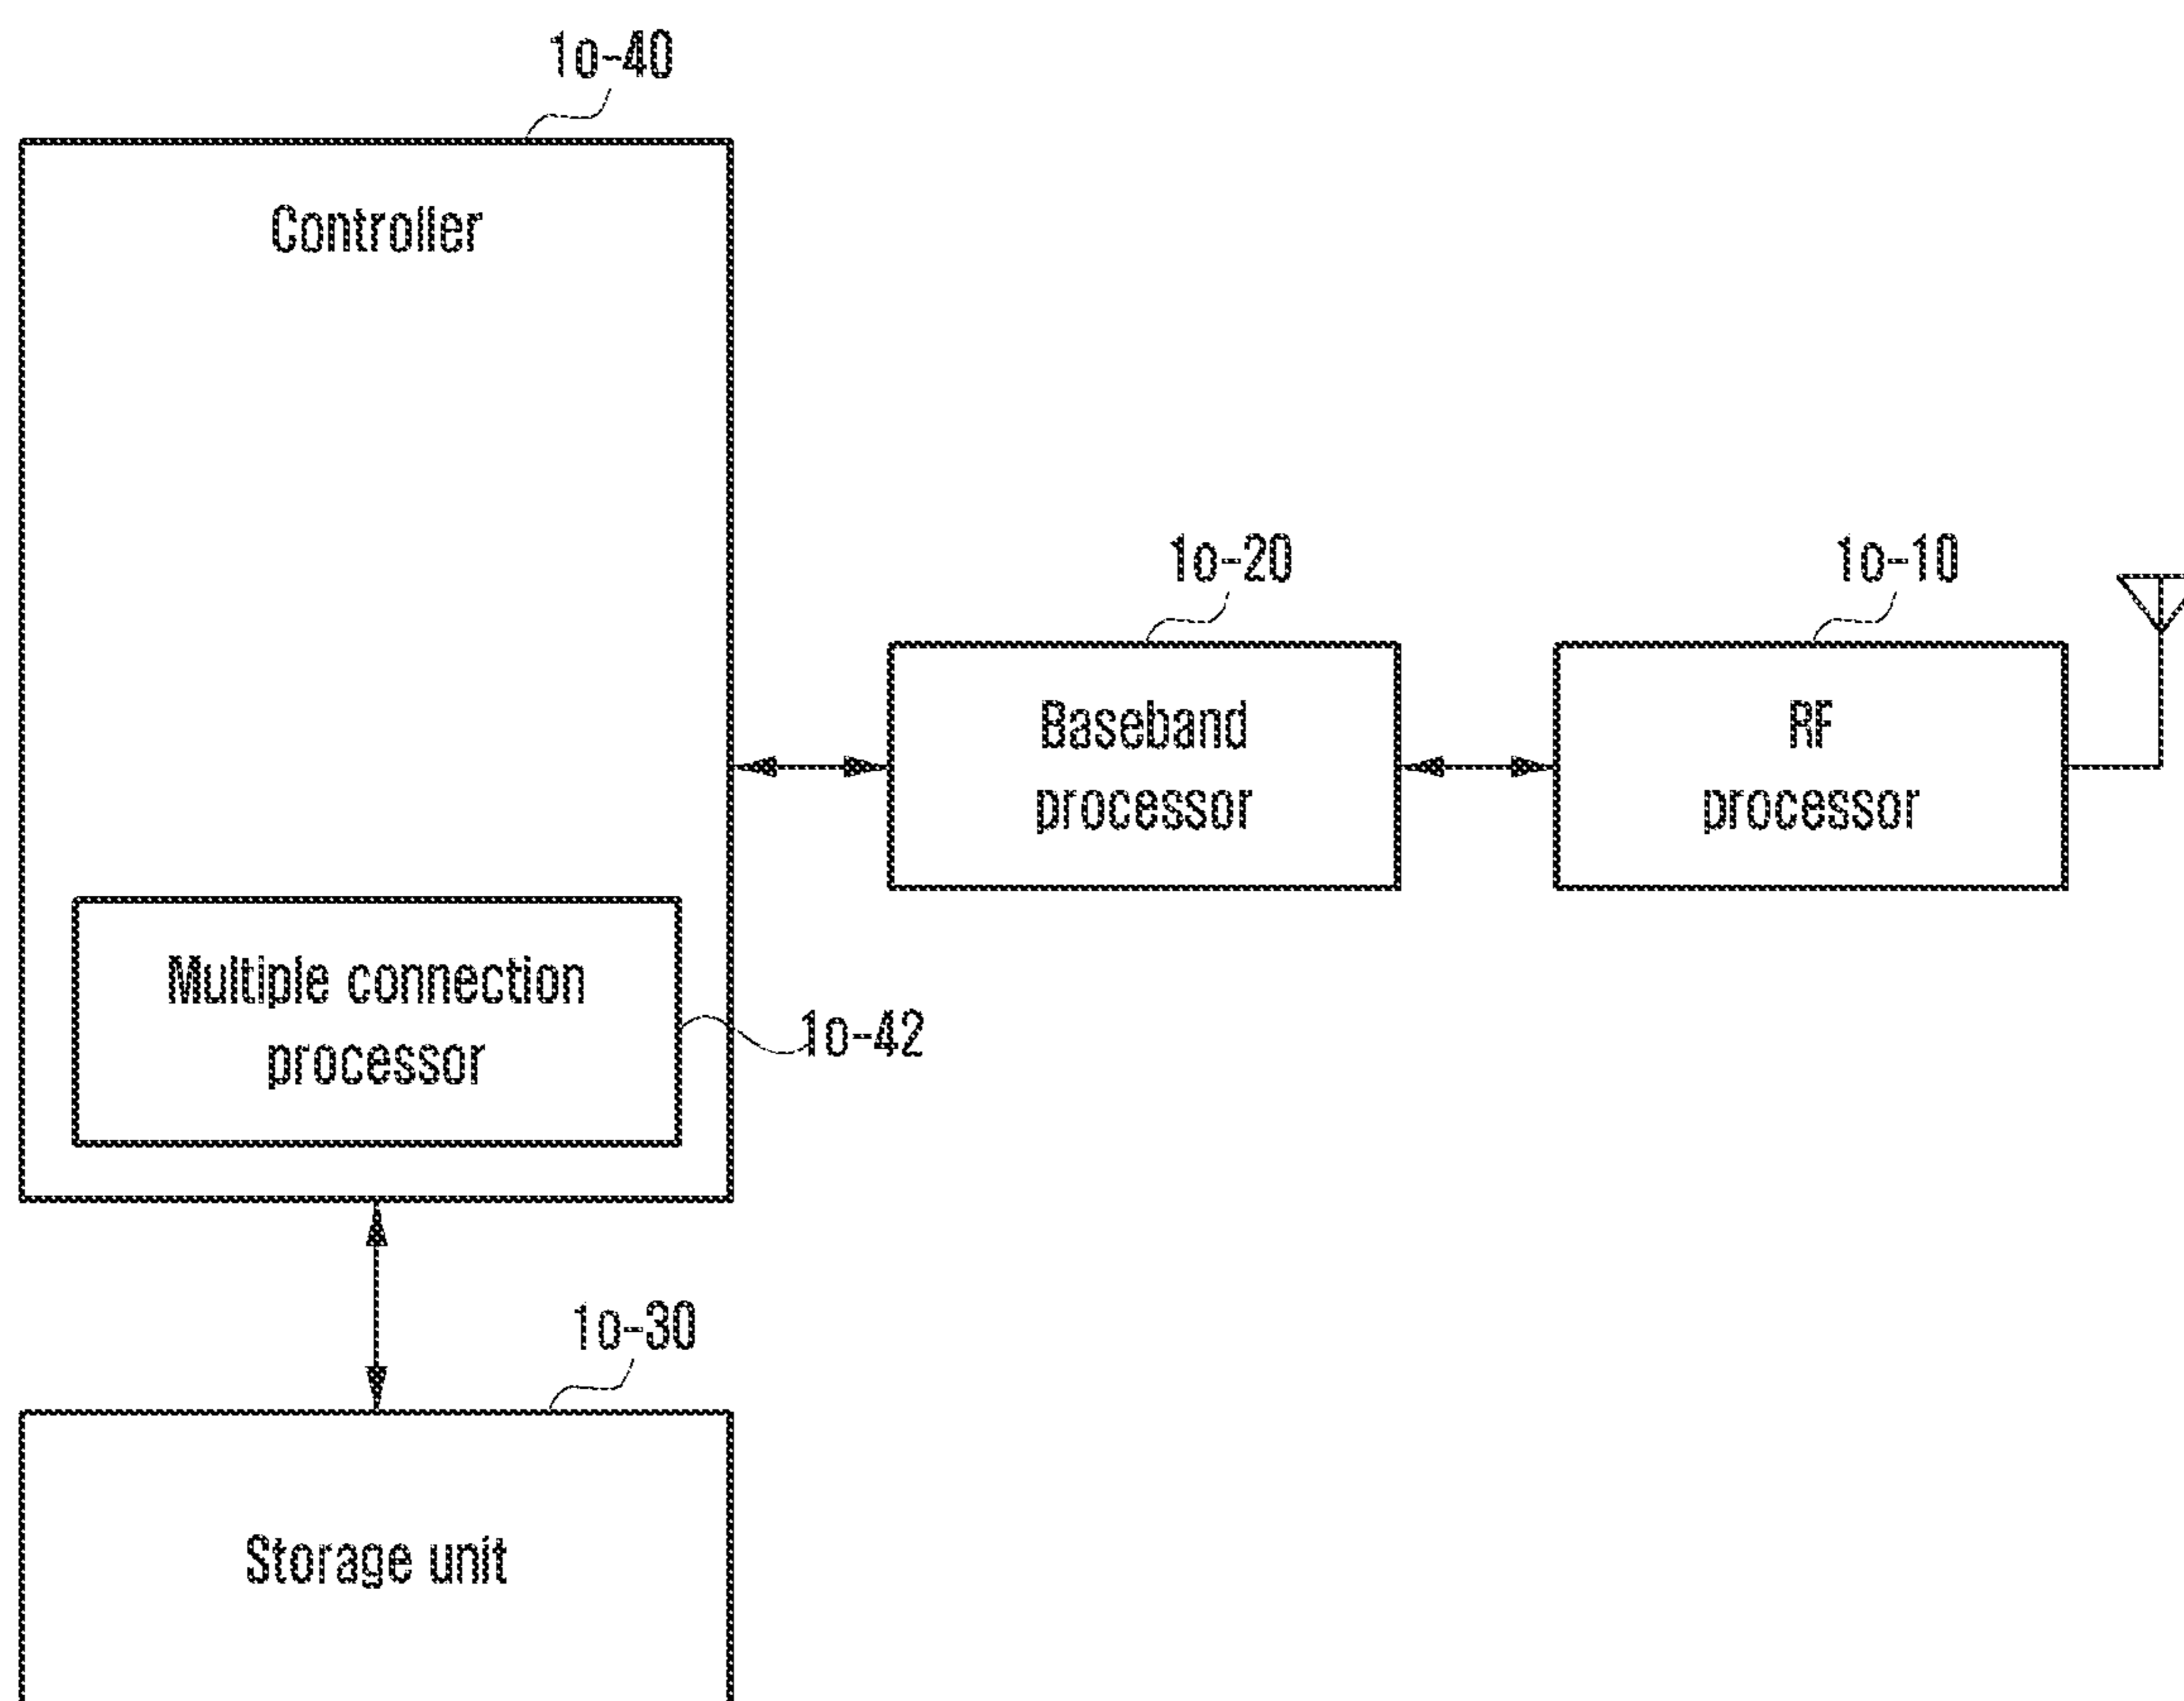 1o-40
Controller
1o-20
1o-10
Baseband
processor
RF
processor
Multiple connection
processor
1o-42
1o-30
Storage unit